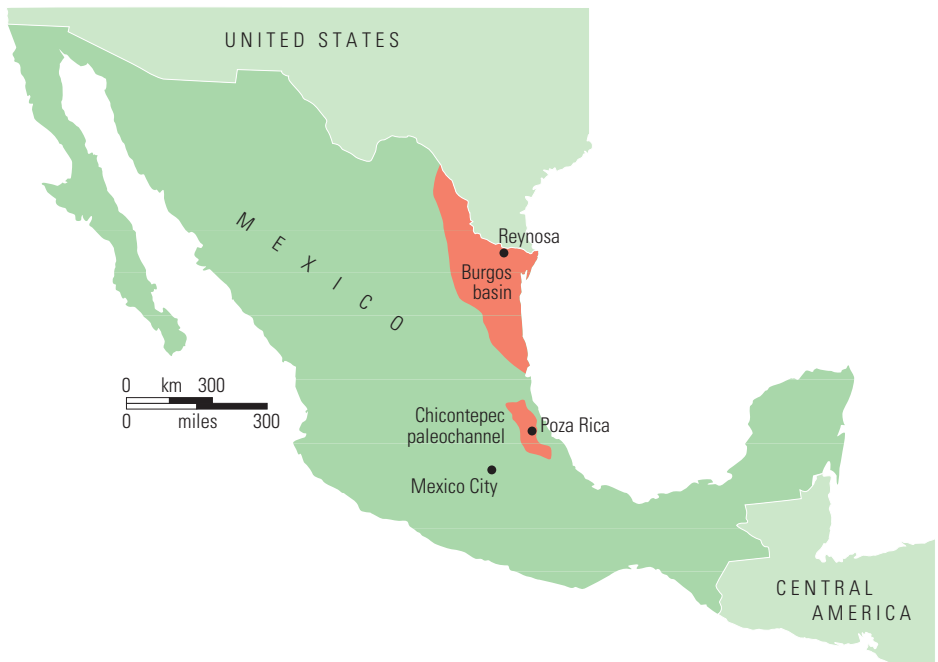 UNITED STATES
MEXICO
Reynosa
Burgos
basin
0 km 300
0 miles 300
Chicontepec
paleochannel
Poza Rica
Mexico City
CENTRAL
AMERICA